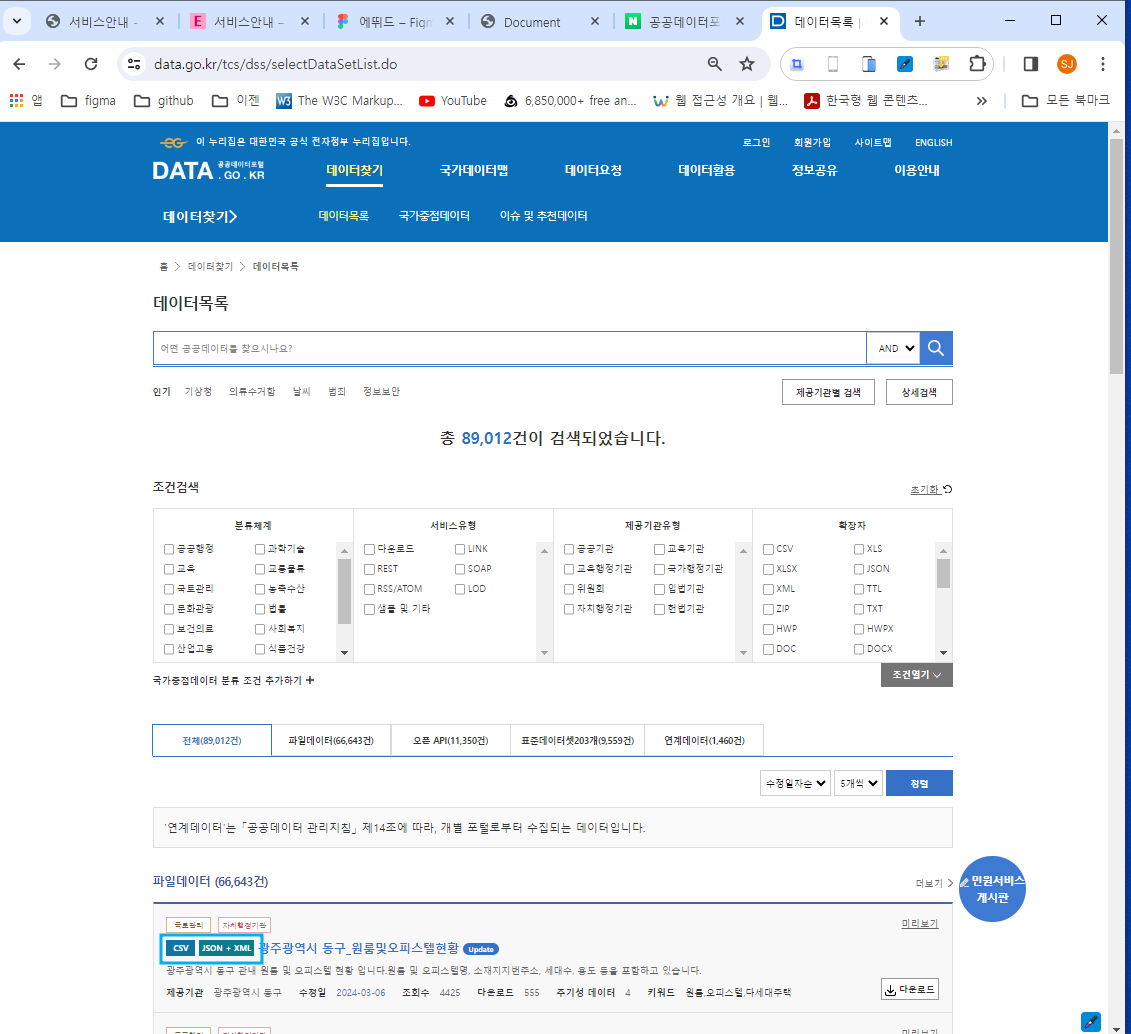 서비스안내 -
서비스안내 –
에뛰드 – Figm
Document
공공데이터포
데이터목록 |
data.go.kr/tcs/dss/selectDataSetList.do
SJ
앱
figma
github
이젠
The W3C Markup...
YouTube
6,850,000+ free an...
웹 접근성 개요 | 웹...
한국형 웹 콘텐츠...
모든 북마크
이 누리집은 대한민국 공식 전자정부 누리집입니다.
로그인 회원가입 사이트맵 ENGLISH
DATA 공공데이터포털 . GO . KR
데이터찾기 국가데이터맵 데이터요청 데이터활용 정보공유 이용안내
데이터찾기
데이터목록 국가중점데이터 이슈 및 추천데이터
홈 > 데이터찾기 > 데이터목록
데이터목록
어떤 공공데이터를 찾으시나요?
AND
인기 기상청 의류수거함 날씨 범죄 정보보안
제공기관별 검색 상세검색
총 89,012건이 검색되었습니다.
조건검색
초기화
분류체계 서비스유형 제공기관유형 확장자
공공행정 과학기술 다운로드 LINK 공공기관 교육기관 CSV XLS
교육 교통물류 REST SOAP 교육행정기관 국가행정기관 XLSX JSON
국토관리 농축수산 RSS/ATOM LOD 위원회 입법기관 XML TTL
문화관광 법률 샘플 및 기타 자치행정기관 헌법기관 ZIP TXT
보건의료 사회복지 HWP HWPX
산업고용 식품건강 DOC DOCX
국가중점데이터 분류 조건 추가하기 +
조건열기
전체(89,012건) 파일데이터(66,643건) 오픈 API(11,350건) 표준데이터셋203개(9,559건) 연계데이터(1,460건)
수정일자순 5개씩 정렬
'연계데이터'는「공공데이터 관리지침」제14조에 따라, 개별 포털로부터 수집되는 데이터입니다.
파일데이터 (66,643건)
더보기
민원서비스
게시판
국토관리 자치행정기관
미리보기
CSV JSON + XML 광주광역시 동구_원룸및오피스텔현황 Update
광주광역시 동구 관내 원룸 및 오피스텔 현황 입니다.원룸 및 오피스텔명, 소재지지번주소, 세대수, 용도 등을 포함하고 있습니다.
제공기관 광주광역시 동구 수정일 2024-03-06 조회수 4425 다운로드 555 주기성 데이터 4 키워드 원룸,오피스텔,다세대주택
다운로드